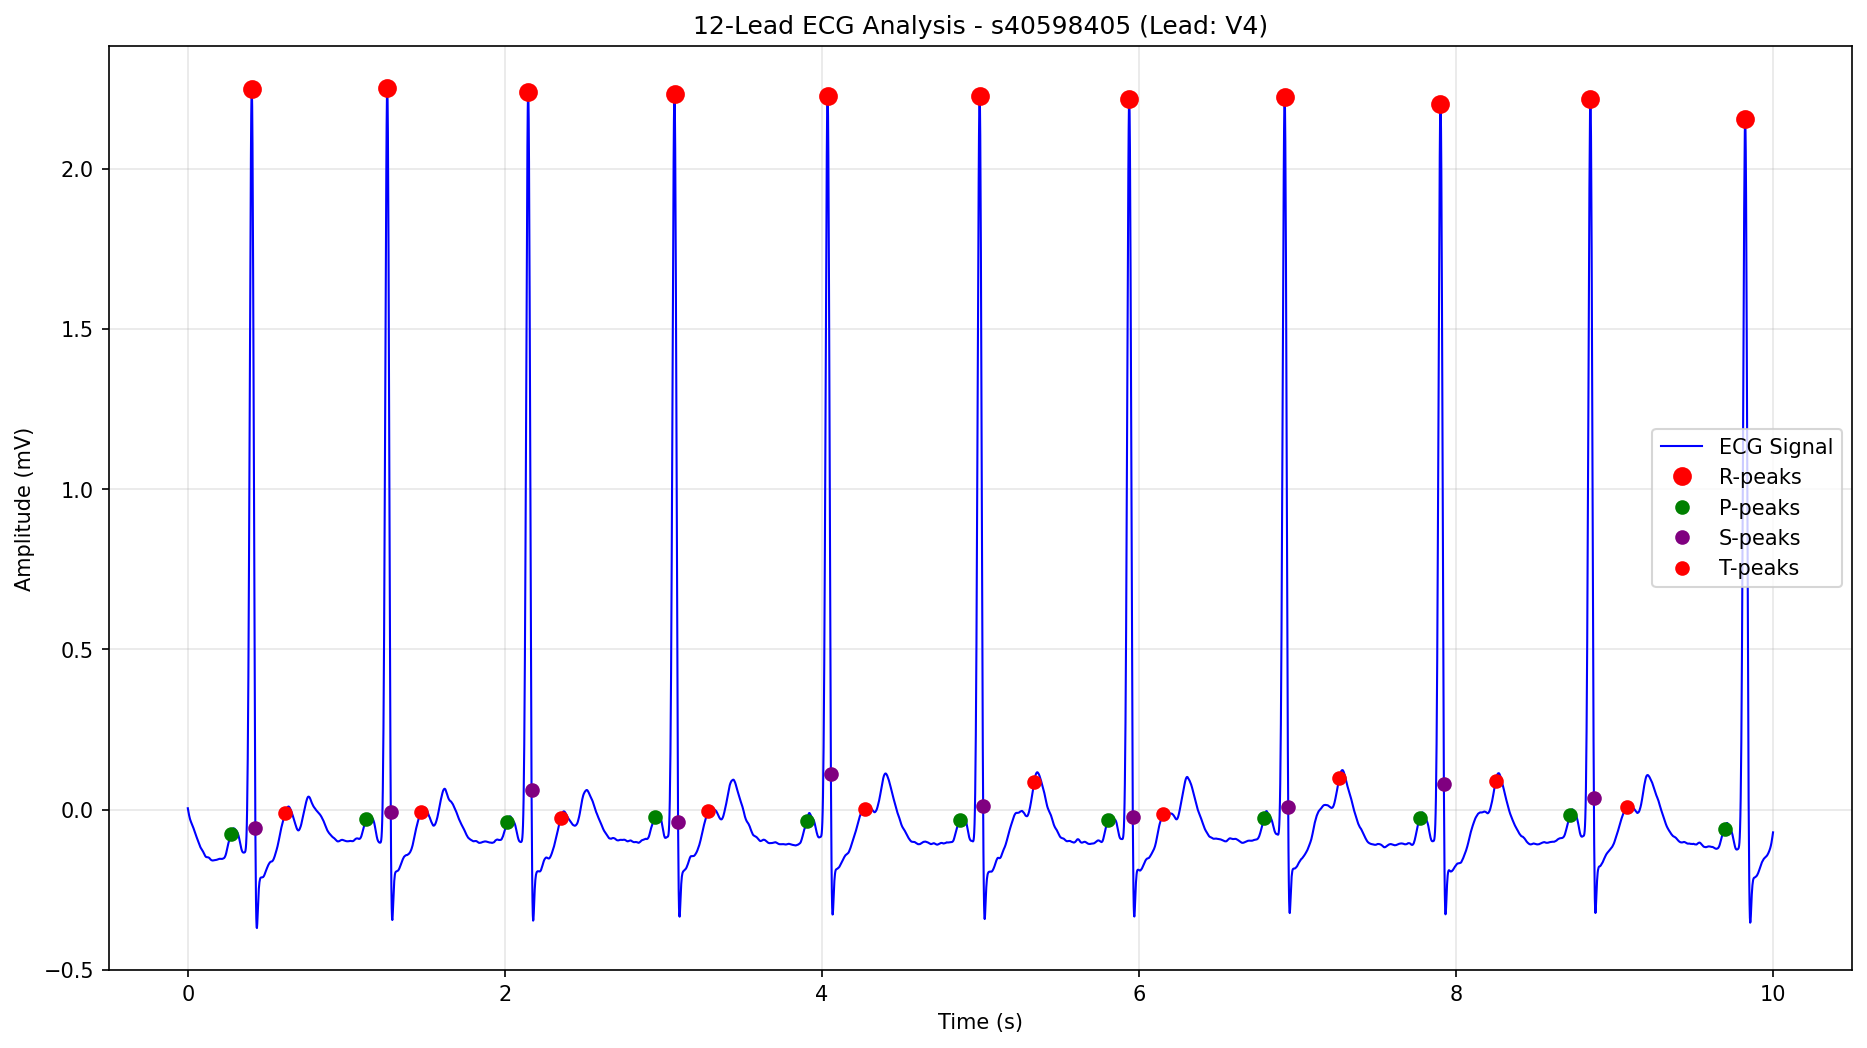 12-Lead ECG Analysis - s40598405 (Lead: V4)
Amplitude (mV)
2.0
1.5
1.0
0.5
0.0
−0.5
0
2
4
6
8
10
Time (s)
ECG Signal
R-peaks
P-peaks
S-peaks
T-peaks